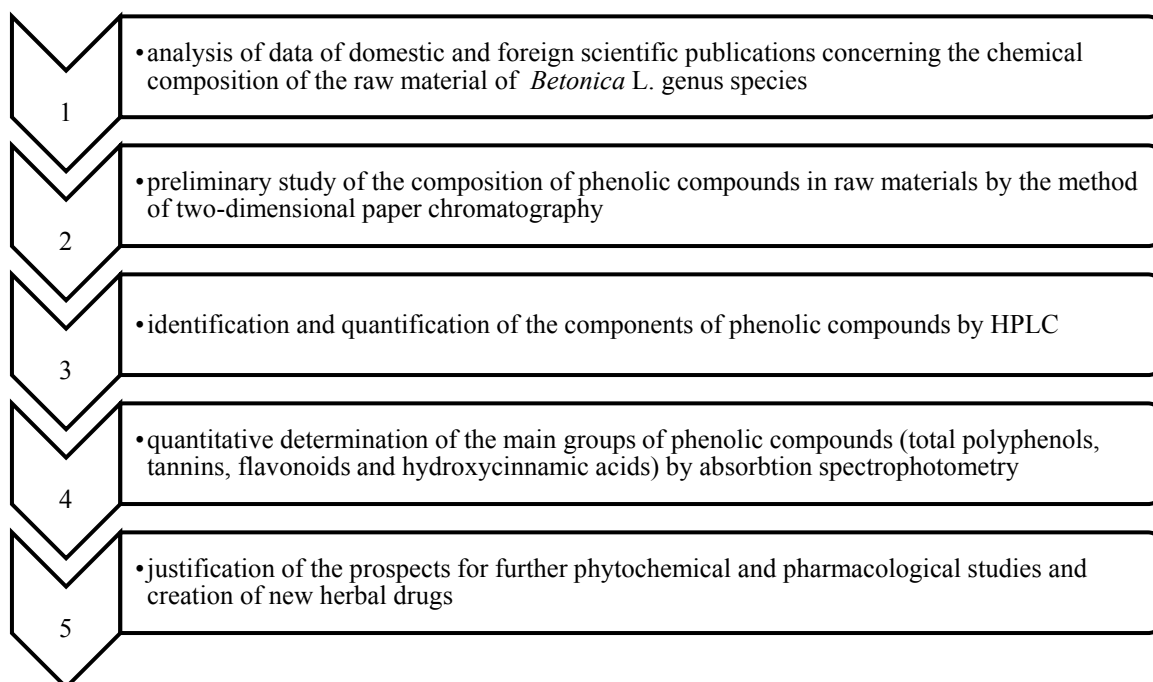 1
•analysis of data of domestic and foreign scientific publications concerning the chemical
composition of the raw material of Betonica L. genus species
2
•preliminary study of the composition of phenolic compounds in raw materials by the method
of two-dimensional paper chromatography
3
•identification and quantification of the components of phenolic compounds by HPLC
4
•quantitative determination of the main groups of phenolic compounds (total polyphenols,
tannins, flavonoids and hydroxycinnamic acids) by absorbtion spectrophotometry
5
•justification of the prospects for further phytochemical and pharmacological studies and
creation of new herbal drugs